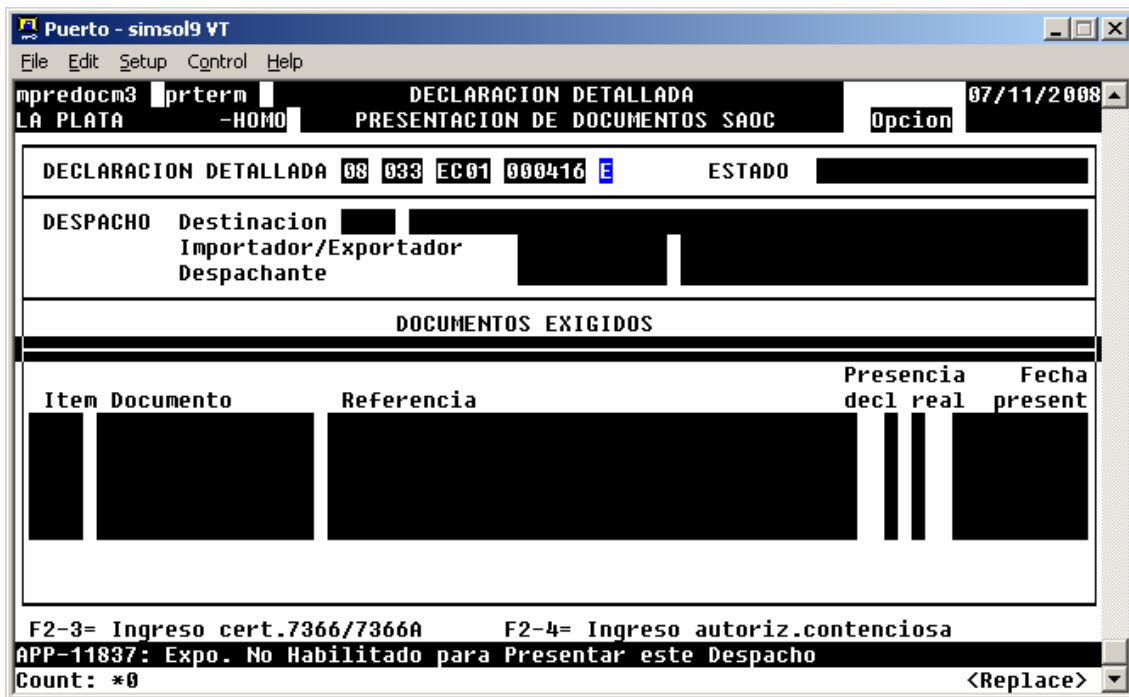 Puerto - simsol9 VT
File Edit Setup Control Help
mpredocm3 prterm DECLARACION DETALLADA 07/11/2008
LA PLATA -HOMO PRESENTACION DE DOCUMENTOS SAOC Opcion
DECLARACION DETALLADA 08 033 EC01 000416 E ESTADO
DESPACHO Destinacion
Importador/Exportador
Despachante
DOCUMENTOS EXIGIDOS
Presencia Fecha
Item Documento Referencia decl real present
F2-3= Ingreso cert.7366/7366A F2-4= Ingreso autoriz.contenciosa
APP-11837: Expo. No Habilitado para Presentar este Despacho
Count: *0 <Replace>